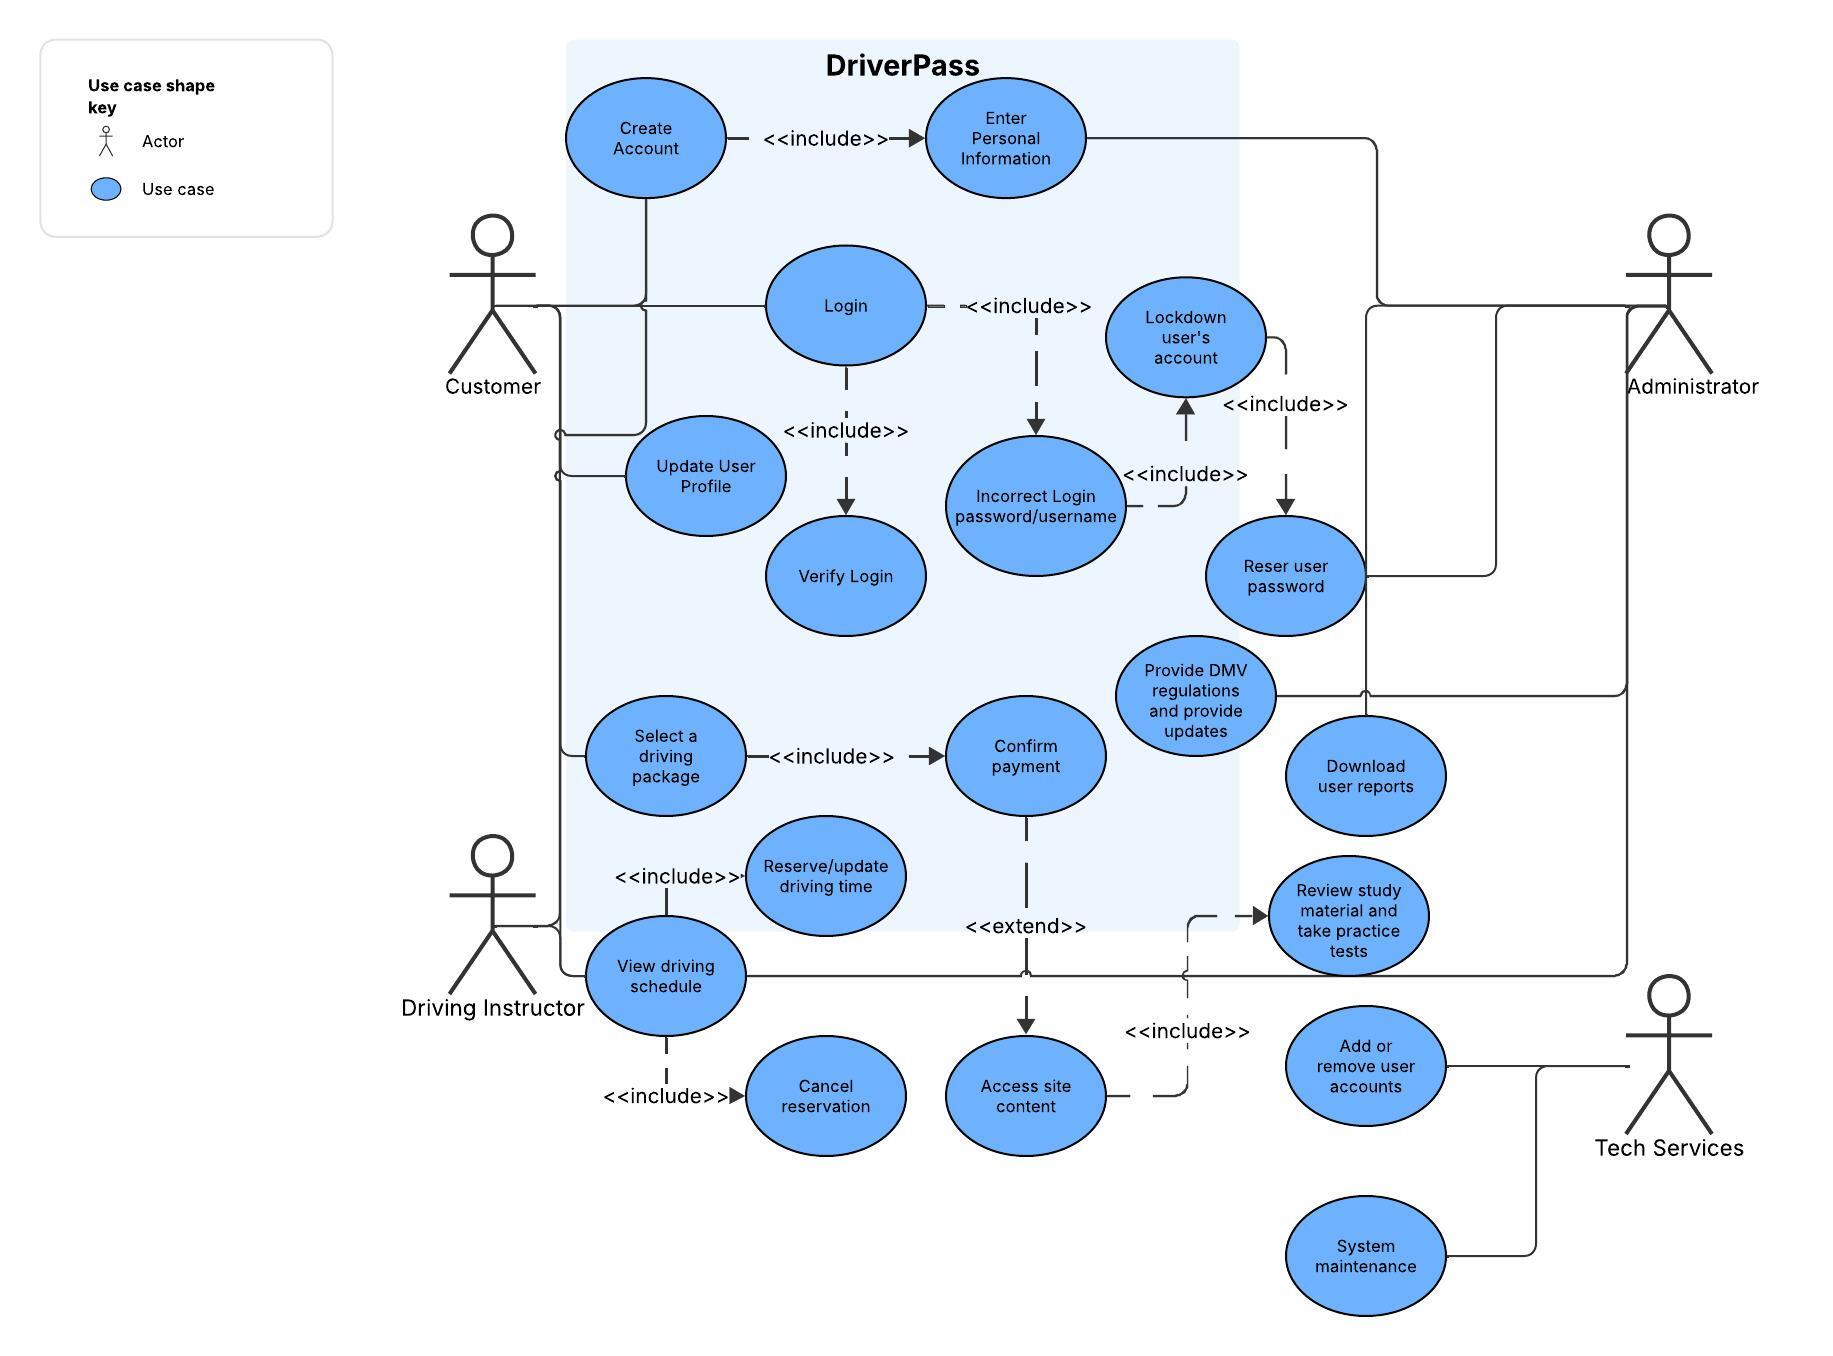 DriverPass
Use case shape
key
Actor
Use case
Create
Account
<<include>>
Enter
Personal
Information
Customer
Login
<<include>>
Lockdown
user's
account
<<include>>
Administrator
<<include>>
Update User
Profile
<<include>>
Incorrect Login
password/username
Verify Login
Reser user
password
Provide DMV
regulations
and provide
updates
Select a
driving
package
<<include>>
Confirm
payment
Download
user reports
<<include>>
Reserve/update
driving time
<<extend>>
Review study
material and
take practice
tests
View driving
schedule
Driving Instructor
<<include>>
Add or
remove user
accounts
<<include>>
Cancel
reservation
Access site
content
Tech Services
System
maintenance